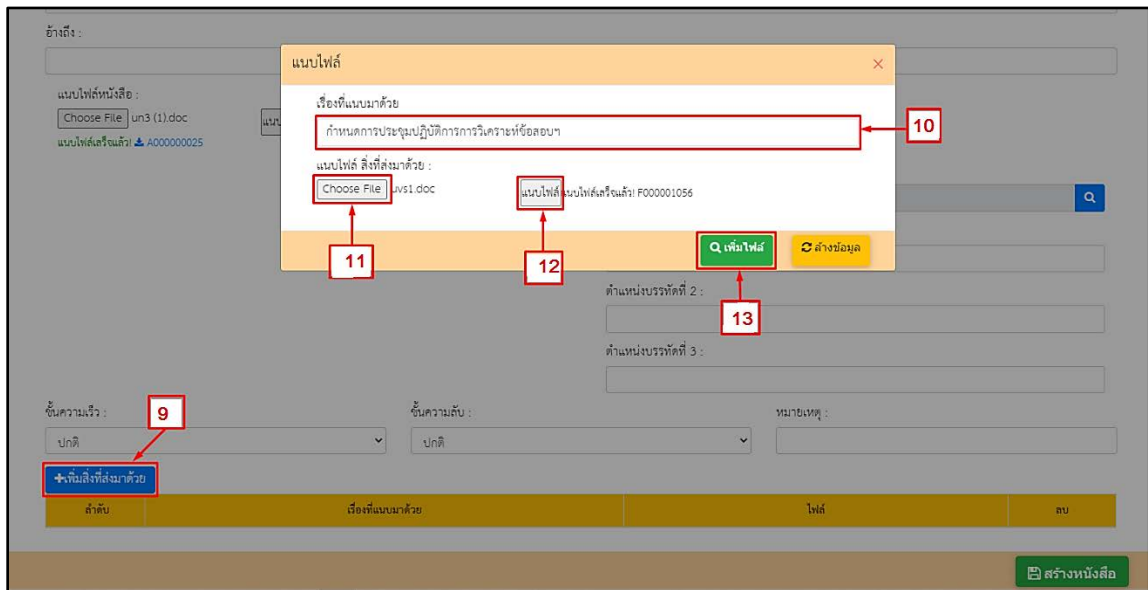 อ้างถึง :
แนบไฟล์
×
แนบไฟล์หนังสือ :
Choose File un3 (1).doc
แนบไฟล์เสร็จแล้ว! A000000025
เรื่องที่แนบมาด้วย
กำหนดการประชุมปฏิบัติการการวิเคราะห์ข้อสอบฯ
10
แนบไฟล์ สิ่งที่ส่งมาด้วย :
Choose File uvs1.doc
แนบไฟล์ แนบไฟล์เสร็จแล้ว! F000001056
เพิ่มไฟล์
ล้างข้อมูล
11
12
13
ตำแหน่งบรรทัดที่ 2 :
ตำแหน่งบรรทัดที่ 3 :
ชั้นความเร็ว :
9
ชั้นความลับ :
หมายเหตุ :
ปกติ
ปกติ
+เพิ่มสิ่งที่ส่งมาด้วย
ลำดับ เรื่องที่แนบมาด้วย ไฟล์ ลบ
สร้างหนังสือ